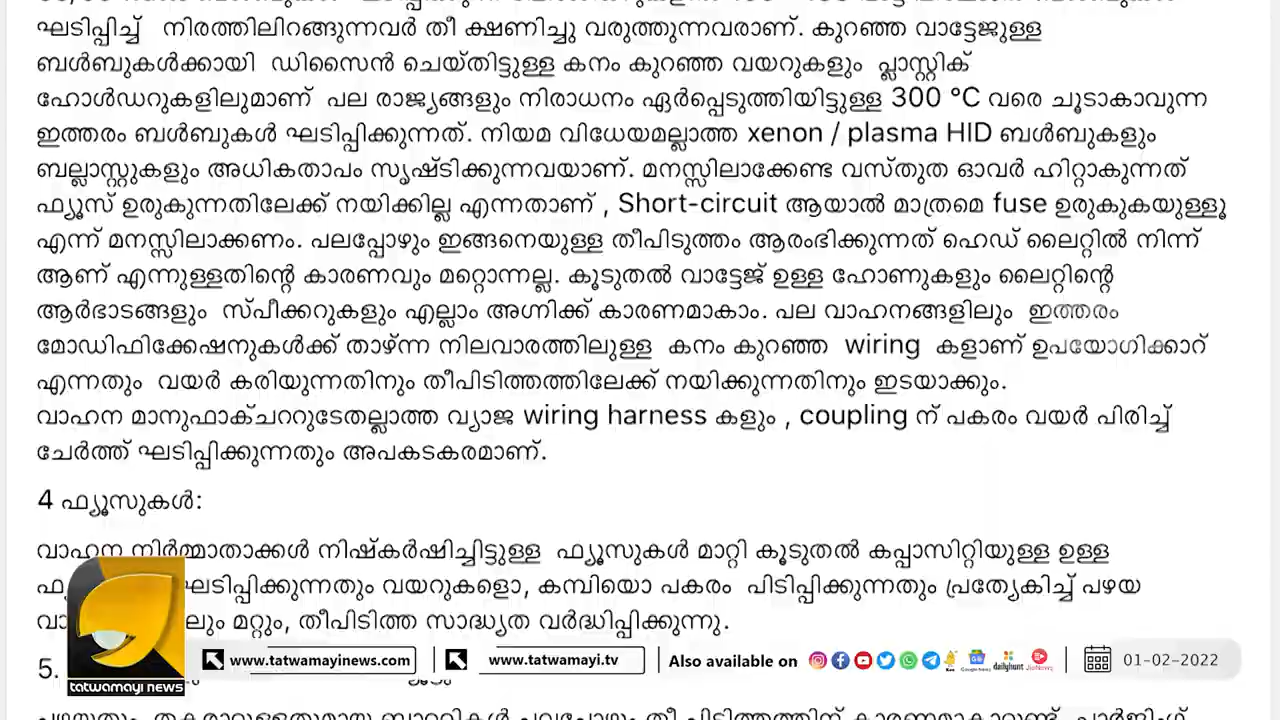 ഘടിപ്പിച്ച് നിരത്തിലിറങ്ങുന്നവർ തീ ക്ഷണിച്ചു വരുത്തുന്നവരാണ്. കുറഞ്ഞ വാട്ടേജുള്ള
ബൾബുകൾക്കായി ഡിസൈൻ ചെയ്തിട്ടുള്ള കനം കുറഞ്ഞ വയറുകളും പ്ലാസ്റ്റിക്
ഹോൾഡറുകളിലുമാണ് പല രാജ്യങ്ങളും നിരാധനം ഏർപ്പെടുത്തിയിട്ടുള്ള 300 °C വരെ ചൂടാകാവുന്ന
ഇത്തരം ബൾബുകൾ ഘടിപ്പിക്കുന്നത്. നിയമ വിധേയമല്ലാത്ത xenon / plasma HID ബൾബുകളും
ബല്ലാസ്റ്റുകളും അധികതാപം സൃഷ്ടിക്കുന്നവയാണ്. മനസ്സിലാക്കേണ്ട വസ്തുത ഓവർ ഹിറ്റാകുന്നത്
ഫ്യൂസ് ഉരുകുന്നതിലേക്ക് നയിക്കില്ല എന്നതാണ് , Short-circuit ആയാൽ മാത്രമെ fuse ഉരുകുകയുള്ളൂ
എന്ന് മനസ്സിലാക്കണം. പലപ്പോഴും ഇങ്ങനെയുള്ള തീപിടുത്തം ആരംഭിക്കുന്നത് ഹെഡ് ലൈറ്റിൽ നിന്ന്
ആണ് എന്നുള്ളതിന്റെ കാരണവും മറ്റൊന്നല്ല. കൂടുതൽ വാട്ടേജ് ഉള്ള ഹോണുകളും ലൈറ്റിന്റെ
ആർഭാടങ്ങളും സ്പീക്കറുകളും എല്ലാം അഗ്നിക്ക് കാരണമാകാം. പല വാഹനങ്ങളിലും ഇത്തരം
മോഡിഫിക്കേഷനുകൾക്ക് താഴ്ന്ന നിലവാരത്തിലുള്ള കനം കുറഞ്ഞ wiring കളാണ് ഉപയോഗിക്കാറ്
എന്നതും വയർ കരിയുന്നതിനും തീപിടിത്തത്തിലേക്ക് നയിക്കുന്നതിനും ഇടയാക്കും.
വാഹന മാനുഫാക്ചററുടേതല്ലാത്ത വ്യാജ wiring harness കളും , coupling ന് പകരം വയർ പിരിച്ച്
ചേർത്ത് ഘടിപ്പിക്കുന്നതും അപകടകരമാണ്.
4 ഫ്യൂസുകൾ:
വാഹന നിർമ്മാതാക്കൾ നിഷ്കർഷിച്ചിട്ടുള്ള ഫ്യൂസുകൾ മാറ്റി കൂടുതൽ കപ്പാസിറ്റിയുള്ള ഉള്ള
ഘടിപ്പിക്കുന്നതും വയറുകളൊ, കമ്പിയൊ പകരം പിടിപ്പിക്കുന്നതും പ്രത്യേകിച്ച് പഴയ
മറ്റും, തീപിടിത്ത സാദ്ധ്യത വർദ്ധിപ്പിക്കുന്നു.
5.
tatwamayi news
www.tatwamayinews.com
www.tatwamayi.tv
Also available on
dailyhunt
01-02-2022